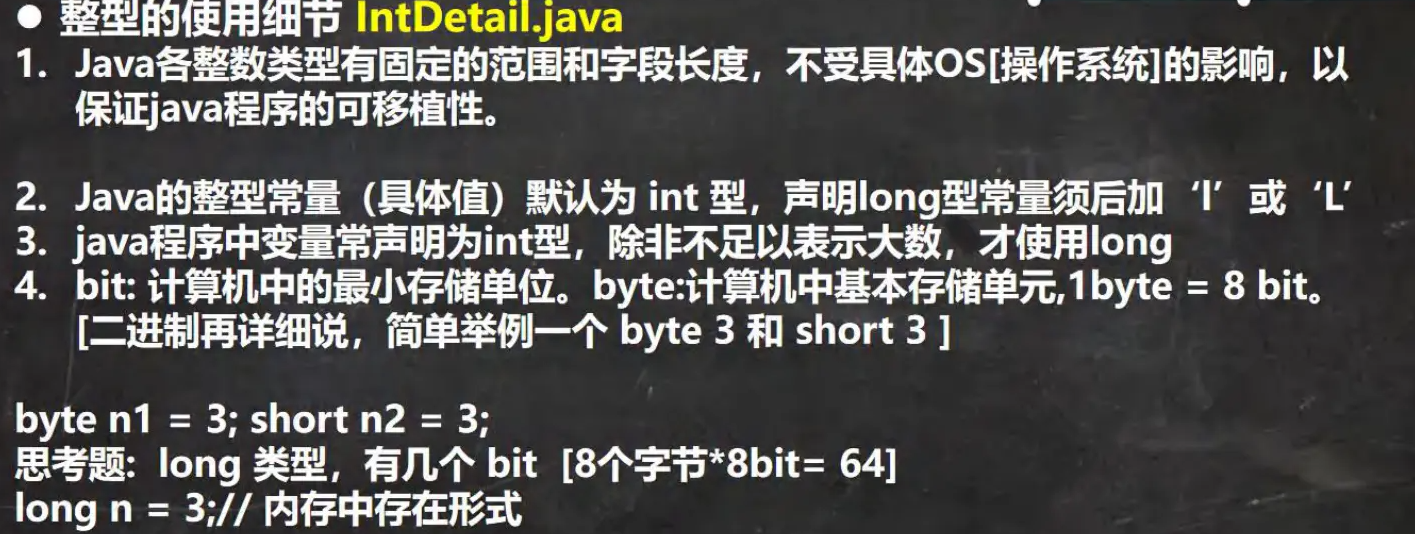 ● 整型的使用细节 IntDetail.java
1. Java各整数类型有固定的范围和字段长度，不受具体OS[操作系统]的影响，以
保证java程序的可移植性。
2. Java的整型常量（具体值）默认为 int 型，声明long型常量须后加‘l’或‘L’
3. java程序中变量常声明为int型，除非不足以表示大数，才使用long
4. bit: 计算机中的最小存储单位。byte:计算机中基本存储单元,1byte = 8 bit。
[二进制再详细说，简单举例一个 byte 3 和 short 3 ]
byte n1 = 3; short n2 = 3;
思考题: long 类型，有几个 bit [8个字节*8bit= 64]
long n = 3;// 内存中存在形式